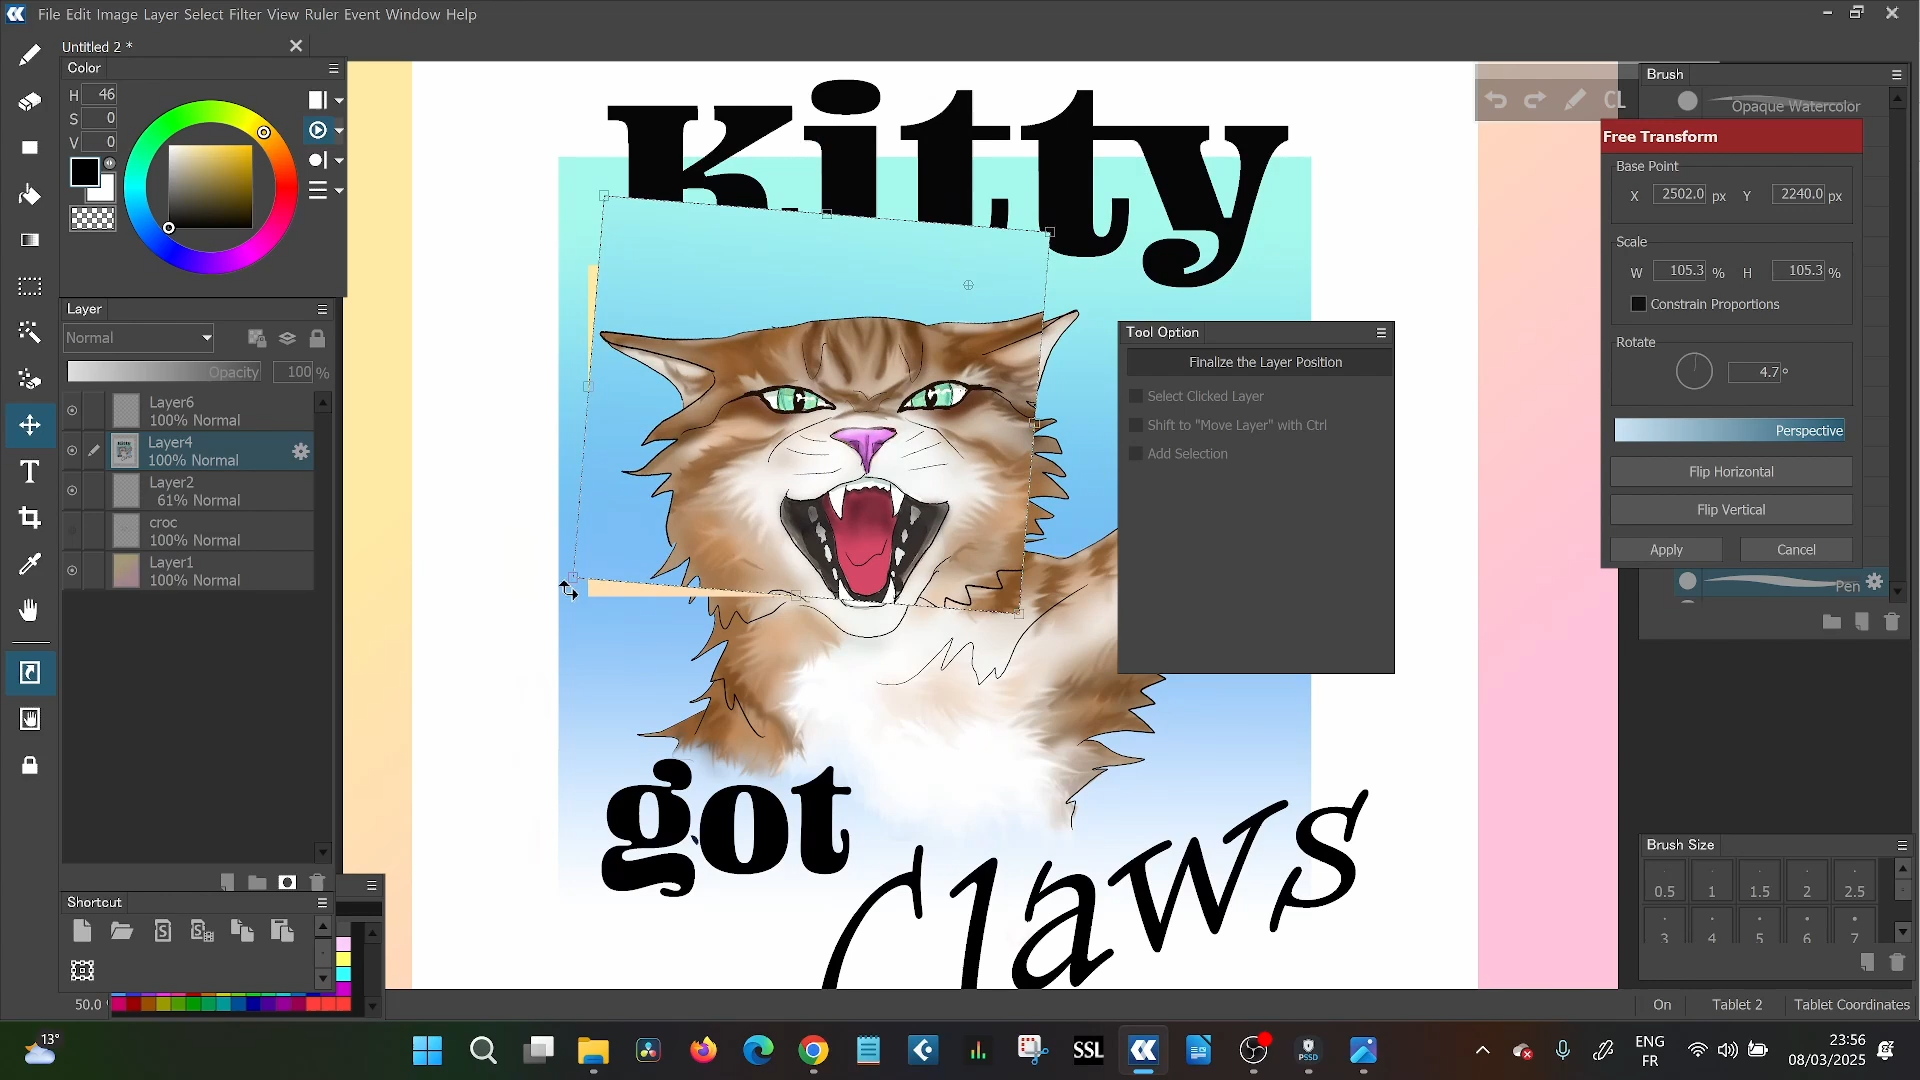 File Edit Image Layer Select Filter View Ruler Event Window Help
Untitled 2 *
Color
H 46
S 0
V 0
Layer
Normal
Opacity 100 %
Layer6
100% Normal
Layer4
100% Normal
Layer2
61% Normal
croc
100% Normal
Layer1
100% Normal
Shortcut
50.0
Kitty
got
Claws
Tool Option
Finalize the Layer Position
Select Clicked Layer
Shift to "Move Layer" with Ctrl
Add Selection
CL
Brush
Opaque Watercolor
Free Transform
Base Point
X 2502.0 px Y 2240.0 px
Scale
W 105.3 % H 105.3 %
Constrain Proportions
Rotate
4.7°
Perspective
Flip Horizontal
Flip Vertical
Apply Cancel
Pen
Brush Size
0.5 1 1.5 2 2.5
3 4 5 6 7
On Tablet 2 Tablet Coordinates
13°
SSL
PSSD
ENG
FR
23:56
08/03/2025